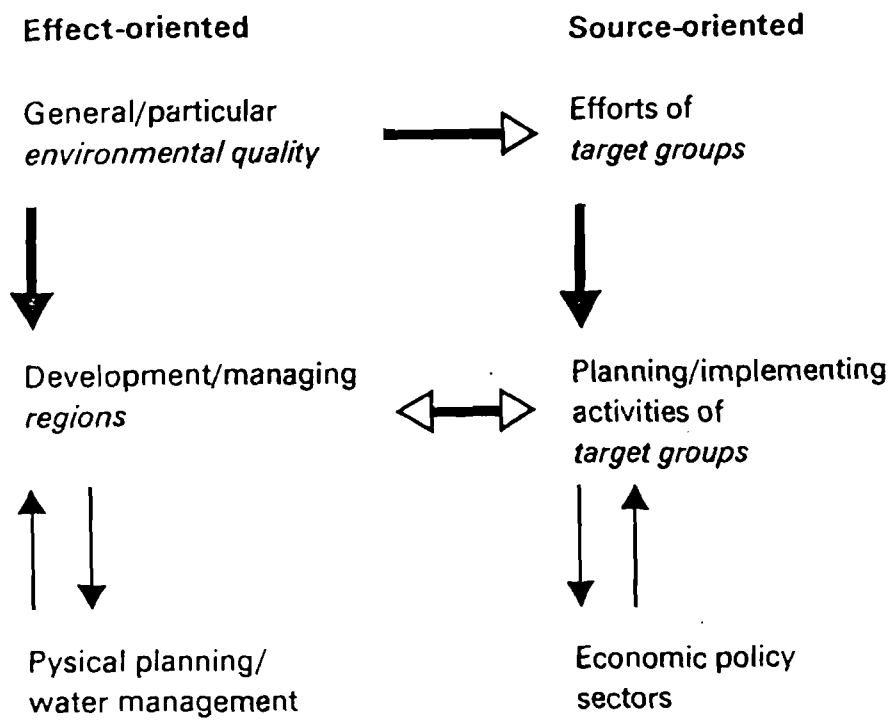 Effect-oriented
Source-oriented
General/particular
environmental quality
Efforts of
target groups
Development/managing
regions
Planning/implementing
activities of
target groups
Pysical planning/
water management
Economic policy
sectors